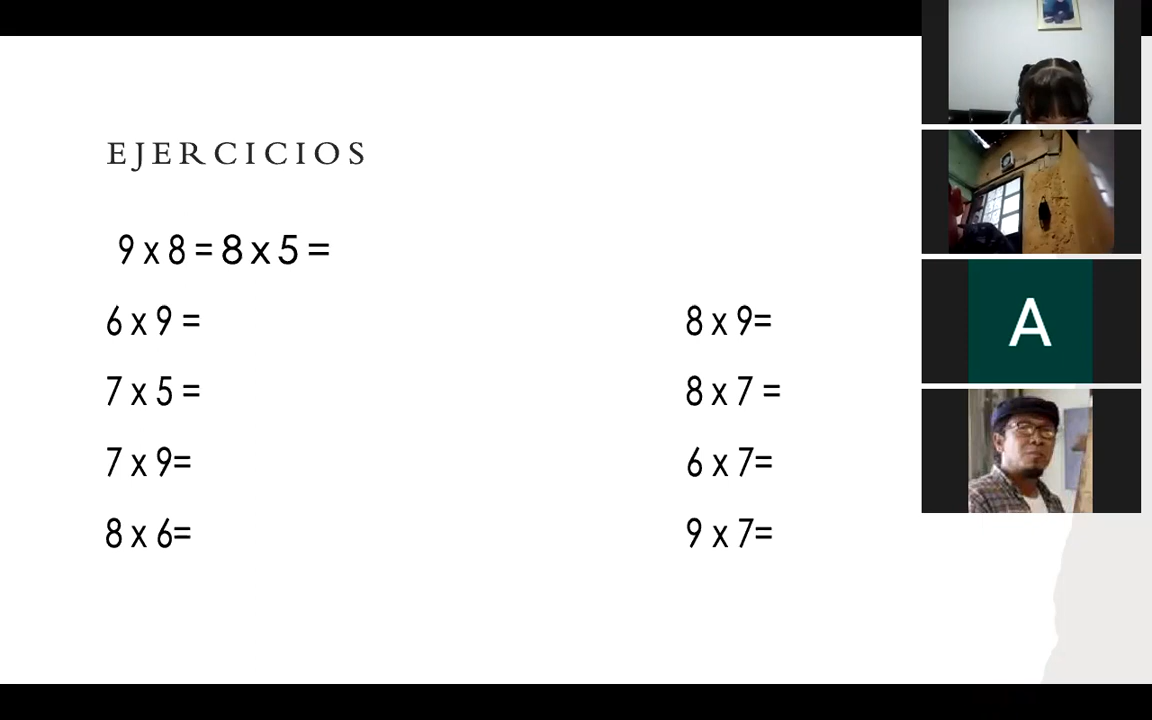 EJERCICIOS
9 x 8 = 8 x 5 =
6 x 9 =
7 x 5 =
7 x 9=
8 x 6=
8 x 9=
8 x 7 =
6 x 7=
9 x 7=
A